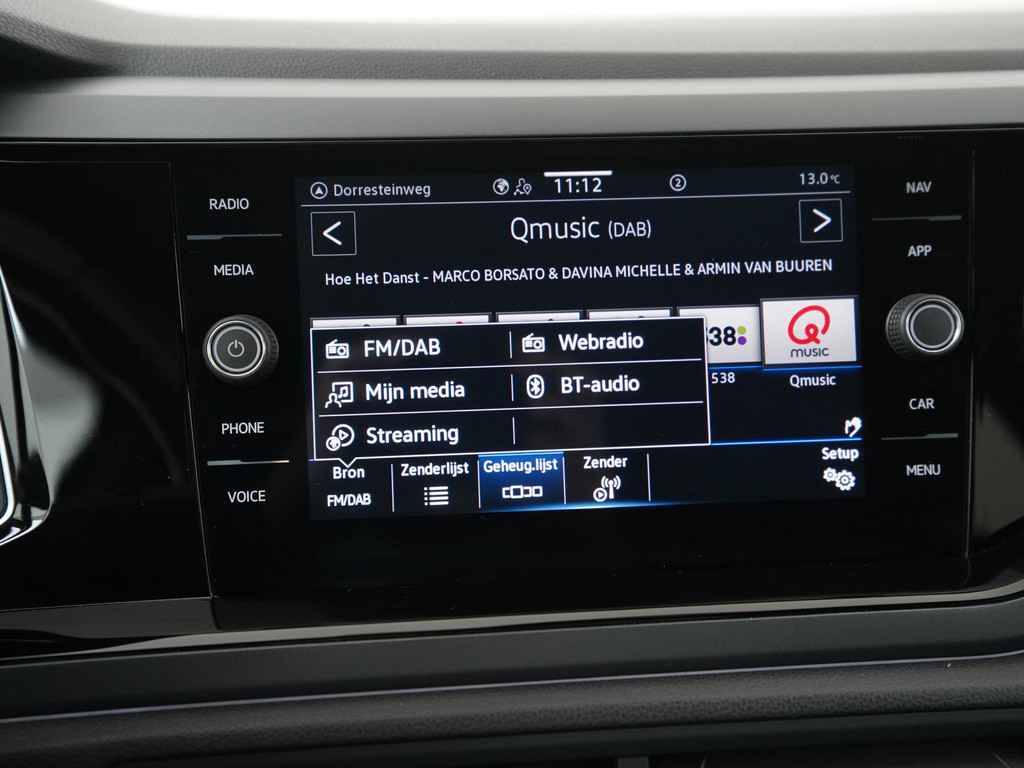 RADIO
MEDIA
PHONE
VOICE
Dorresteinweg
11:12
2
13.0°C
<
Qmusic (DAB)
>
Hoe Het Danst - MARCO BORSATO & DAVINA MICHELLE & ARMIN VAN BUUREN
FM/DAB
Webradio
Mijn media
BT-audio
Streaming
38
538
Q
MUSIC
Qmusic
Bron
FM/DAB
Zenderlijst
Geheug.lijst
Zender
Setup
NAV
APP
CAR
MENU